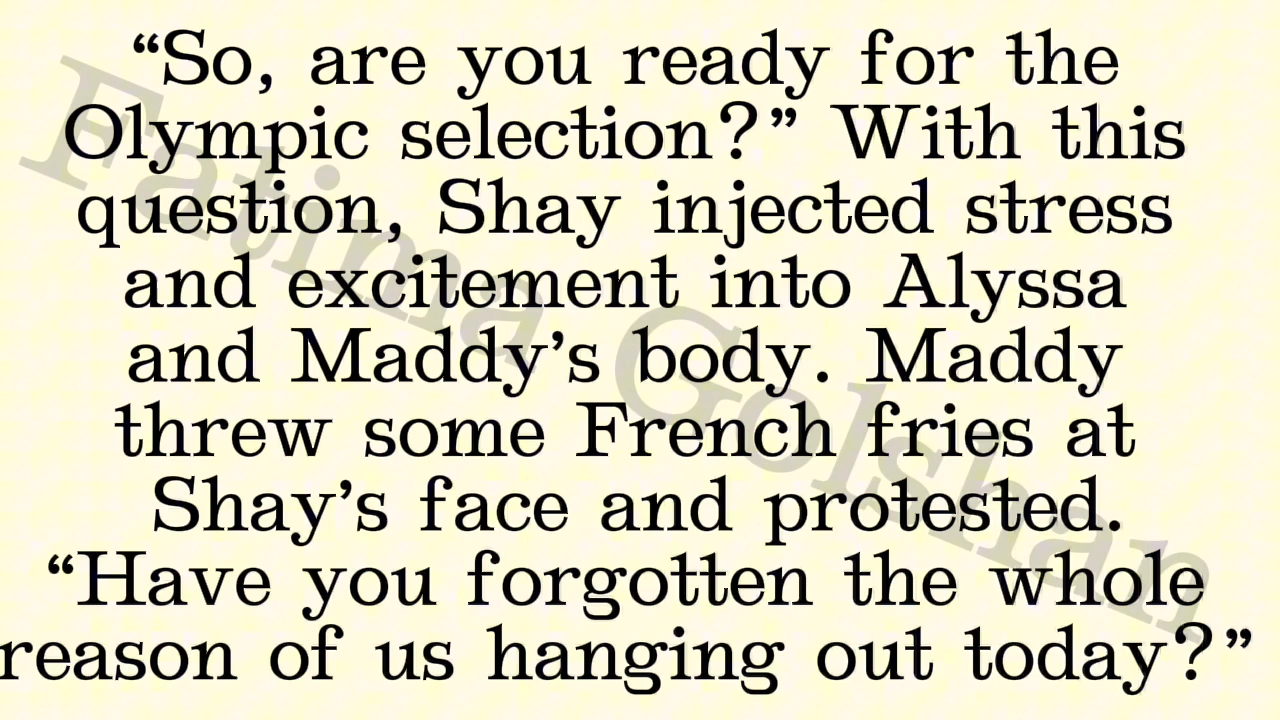 “So, are you ready for the
Olympic selection?” With this
question, Shay injected stress
and excitement into Alyssa
and Maddy’s body. Maddy
threw some French fries at
Shay’s face and protested.
“Have you forgotten the whole
reason of us hanging out today?”
Fatima Golshan